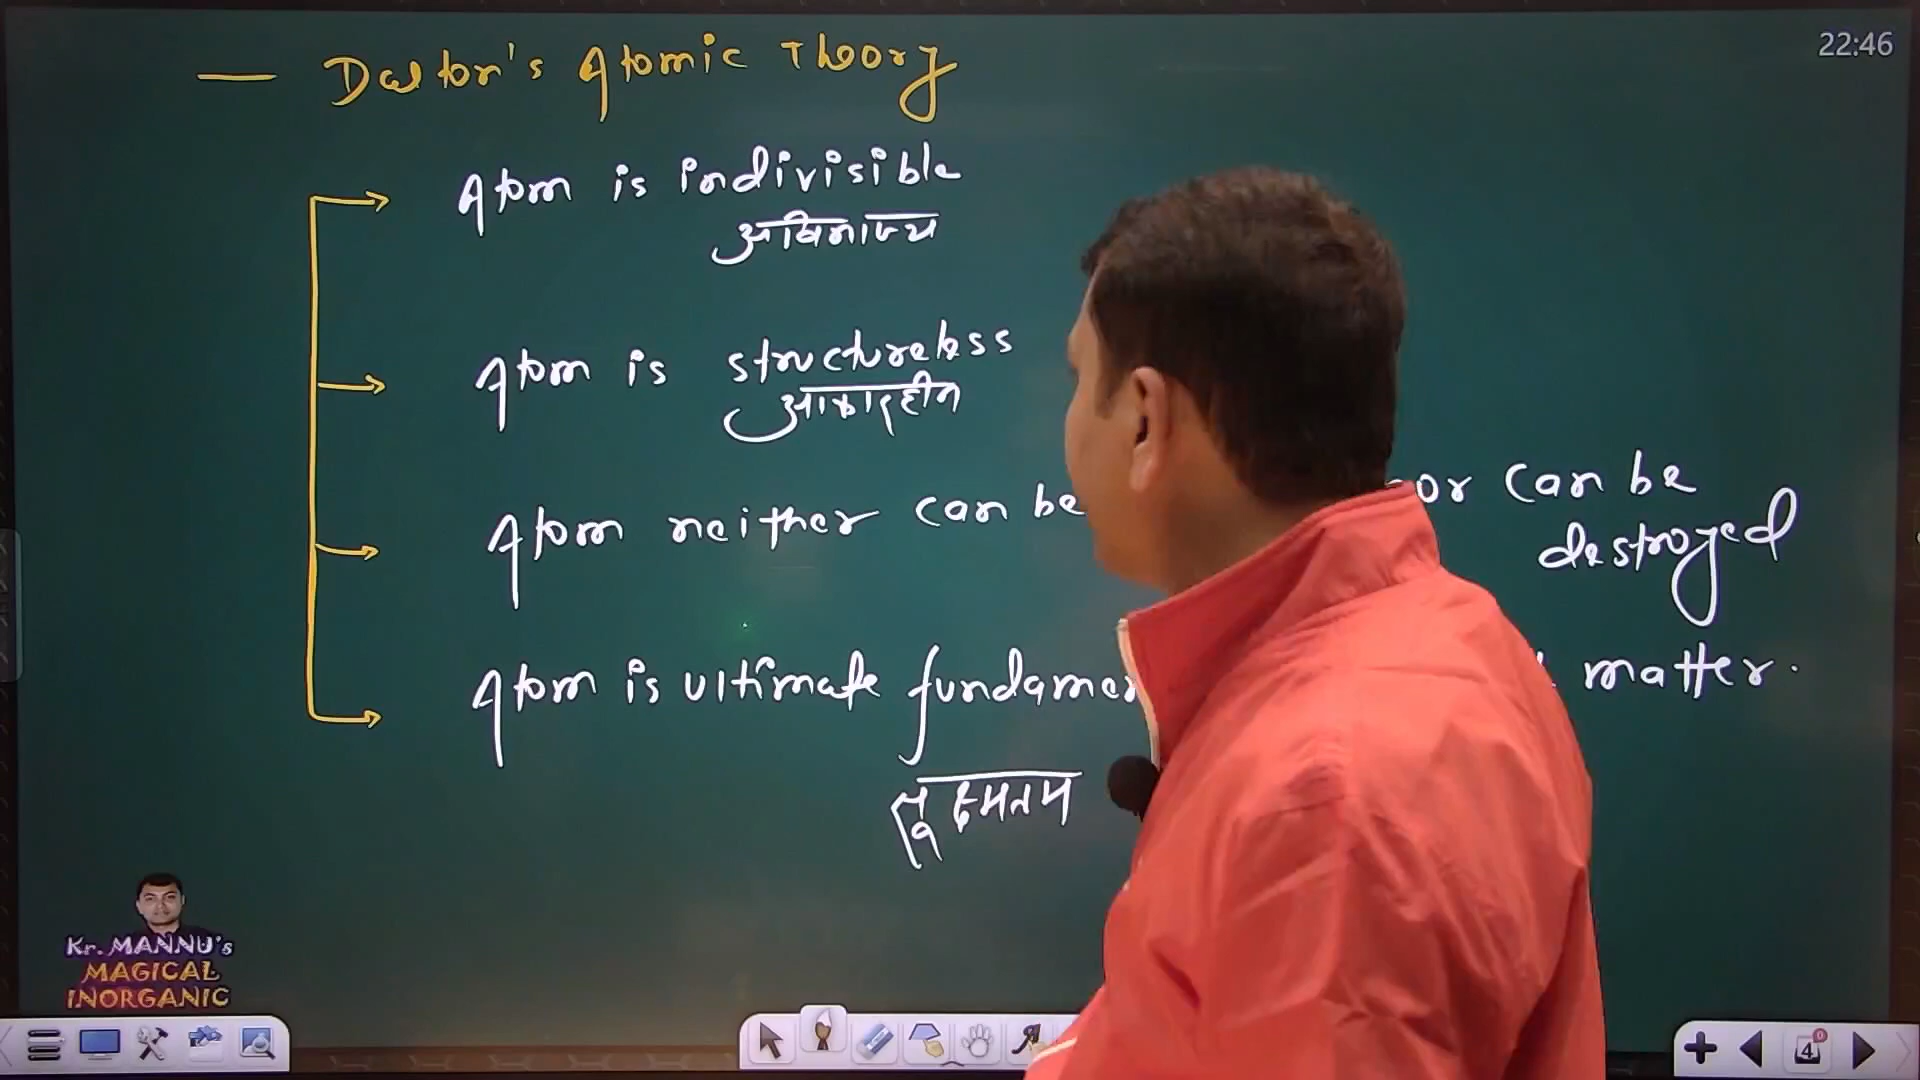 22:46
— Dalton's Atomic Theory
Atom is indivisible
अविभाज्य
Atom is structureless
आकारहीन
Atom neither can be or can be
destroyed
Atom is ultimate fundamen matter.
सूक्ष्मतम
Kr. MANNU's
MAGICAL
INORGANIC
4